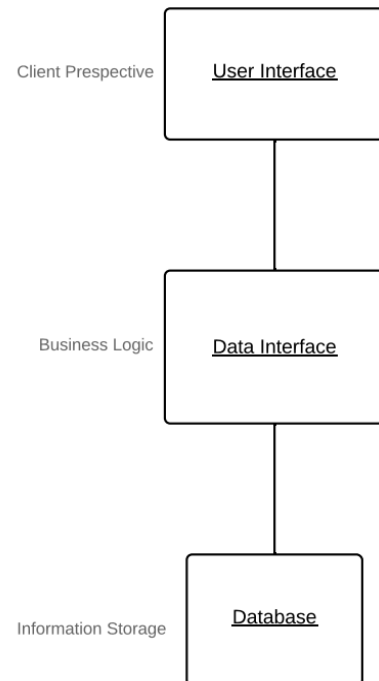 Client Prespective
User Interface
Business Logic
Data Interface
Database
Information Storage